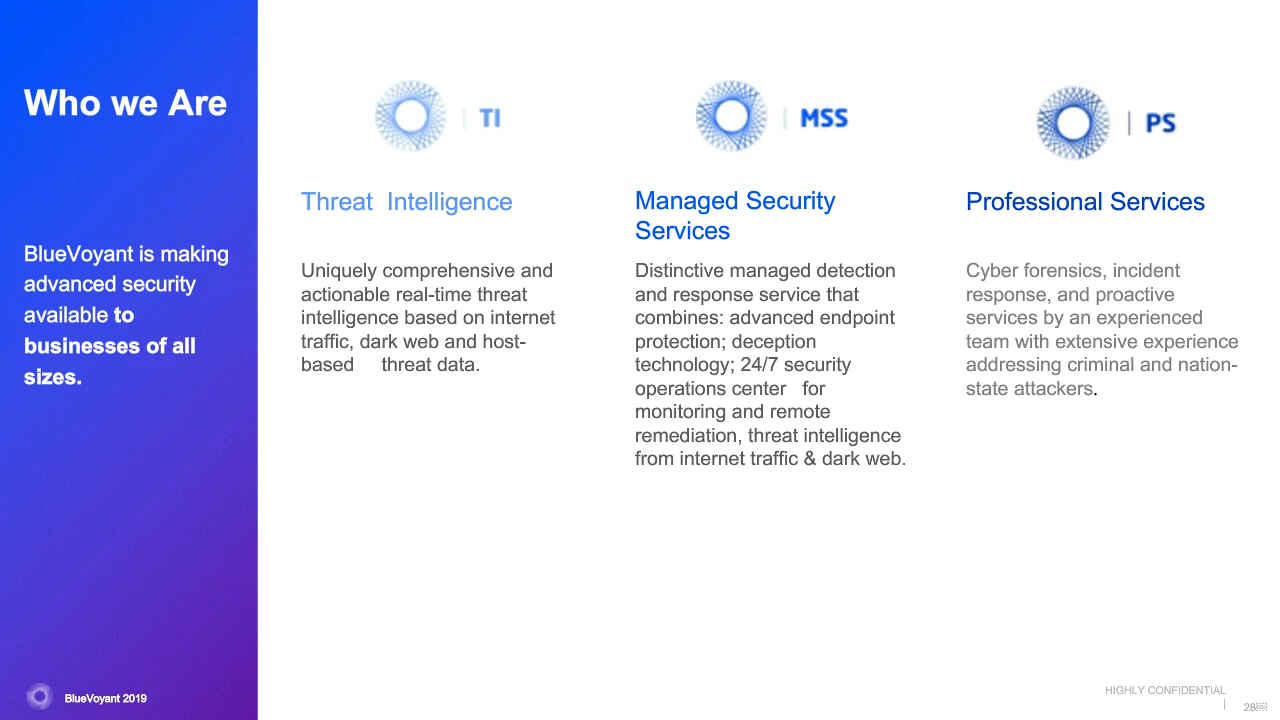 Who we Are
BlueVoyant is making
advanced security
available to
businesses of all
sizes.
BlueVoyant 2019
| TI
Threat Intelligence
Uniquely comprehensive and
actionable real-time threat
intelligence based on internet
traffic, dark web and host-
based threat data.
| MSS
Managed Security
Services
Distinctive managed detection
and response service that
combines: advanced endpoint
protection; deception
technology; 24/7 security
operations center for
monitoring and remote
remediation, threat intelligence
from internet traffic & dark web.
| PS
Professional Services
Cyber forensics, incident
response, and proactive
services by an experienced
team with extensive experience
addressing criminal and nation-
state attackers.
HIGHLY CONFIDENTIAL
|
28